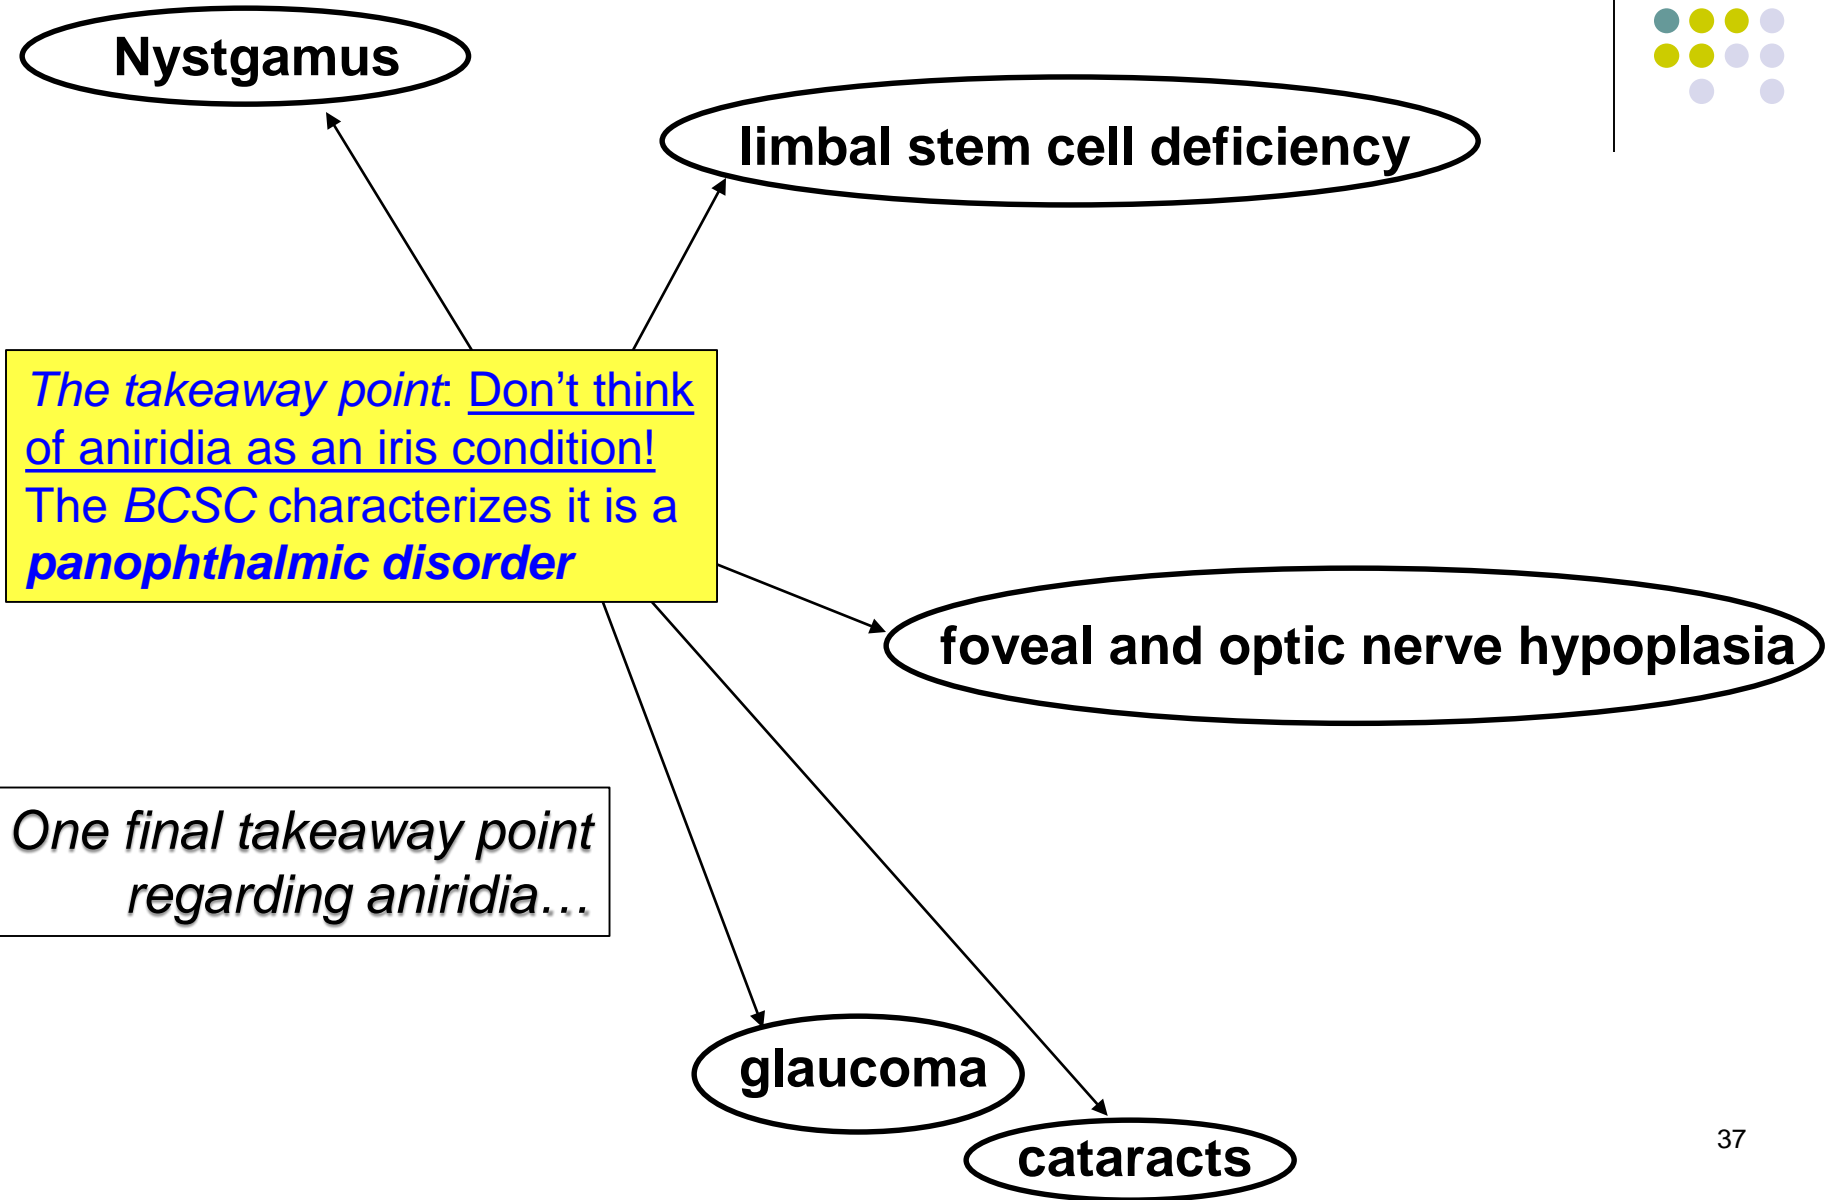 Nystgamus
limbal stem cell deficiency
The takeaway point: Don’t think
of aniridia as an iris condition!
The BCSC characterizes it is a
panophthalmic disorder
foveal and optic nerve hypoplasia
One final takeaway point
regarding aniridia…
glaucoma
cataracts
37